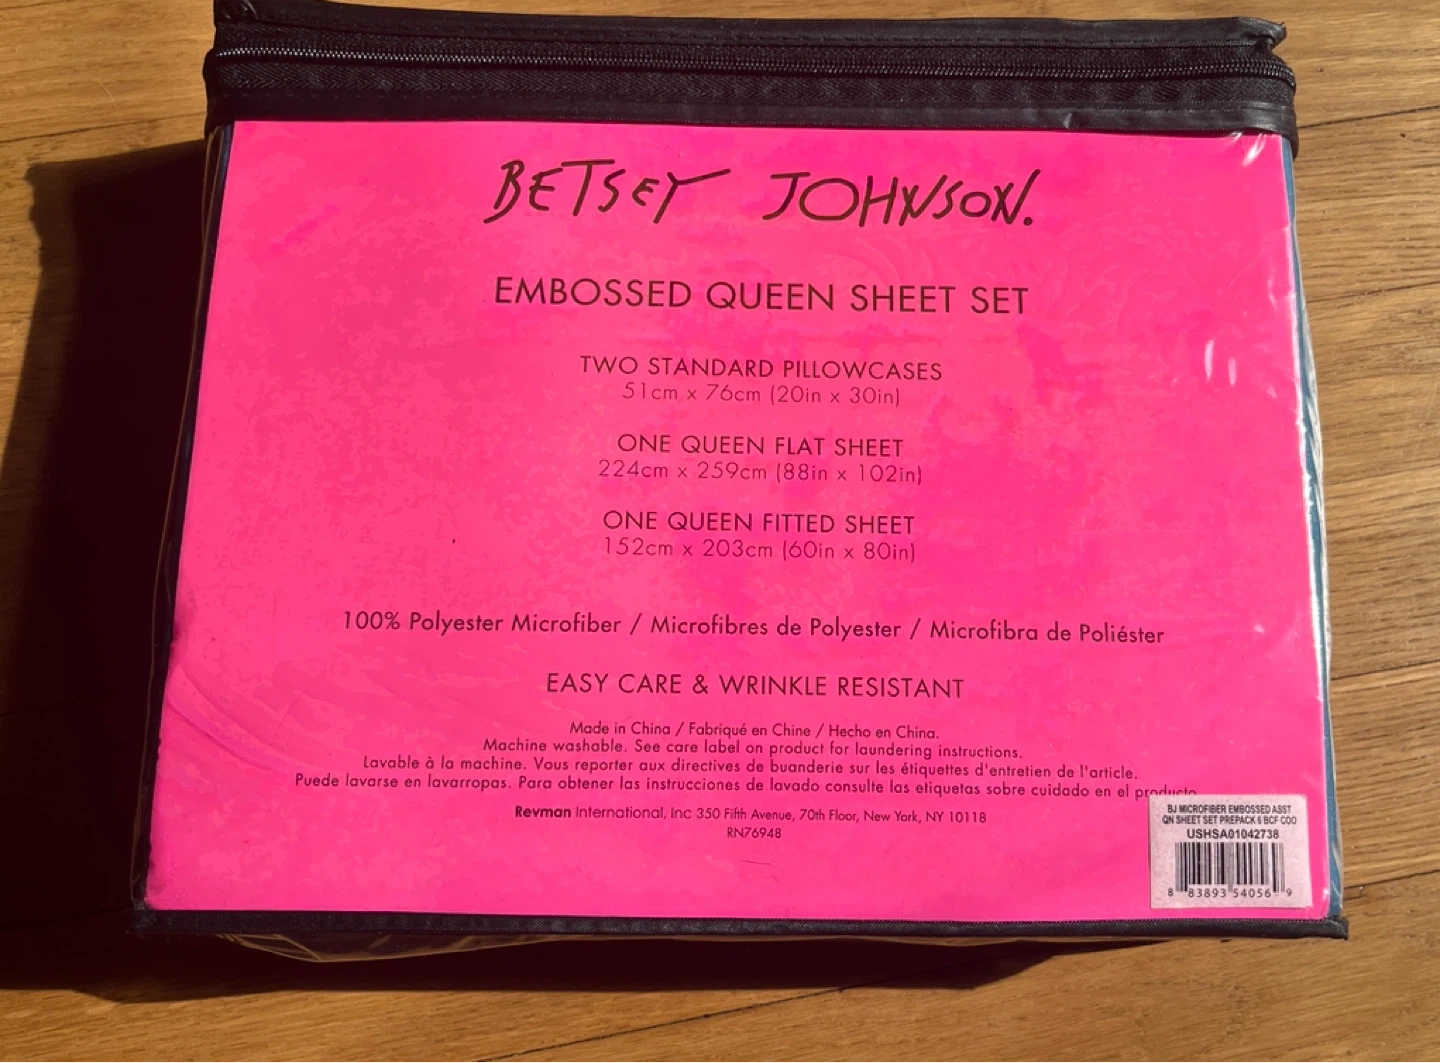 BETSEY JOHNSON.
EMBOSSED QUEEN SHEET SET
TWO STANDARD PILLOWCASES
51cm x 76cm (20in x 30in)
ONE QUEEN FLAT SHEET
224cm x 259cm (88in x 102in)
ONE QUEEN FITTED SHEET
152cm x 203cm (60in x 80in)
100% Polyester Microfiber / Microfibres de Polyester / Microfibra de Poliéster
EASY CARE & WRINKLE RESISTANT
Made in China / Fabriqué en Chine / Hecho en China.
Machine washable. See care label on product for laundering instructions.
Lavable à la machine. Vous reporter aux directives de buanderie sur les étiquettes d'entretien de l'article.
Puede lavarse en lavarropas. Para obtener las instrucciones de lavado consulte las etiquetas sobre cuidado en el producto
Revman International, Inc 350 Fifth Avenue, 70th Floor, New York, NY 10118
RN76948
BJ MICROFIBER EMBOSSED ASST
QN SHEET SET PREPACK 6 BCF COO
USHSA01042738
8 83893 54056 9